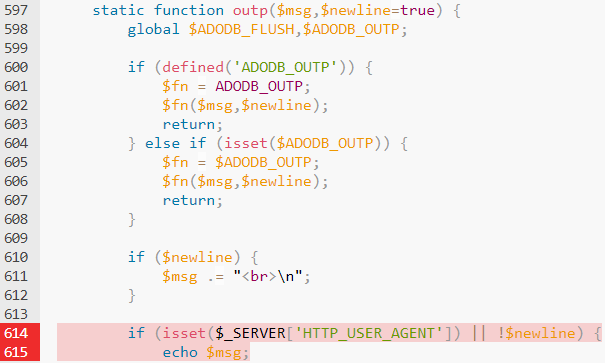 597 static function outp($msg,$newline=true) {
598 global $ADODB_FLUSH,$ADODB_OUTP;
599
600 if (defined('ADODB_OUTP')) {
601 $fn = ADODB_OUTP;
602 $fn($msg,$newline);
603 return;
604 } else if (isset($ADODB_OUTP)) {
605 $fn = $ADODB_OUTP;
606 $fn($msg,$newline);
607 return;
608 }
609
610 if ($newline) {
611 $msg .= "<br>\n";
612 }
613
614 if (isset($_SERVER['HTTP_USER_AGENT']) || !$newline) {
615 echo $msg;